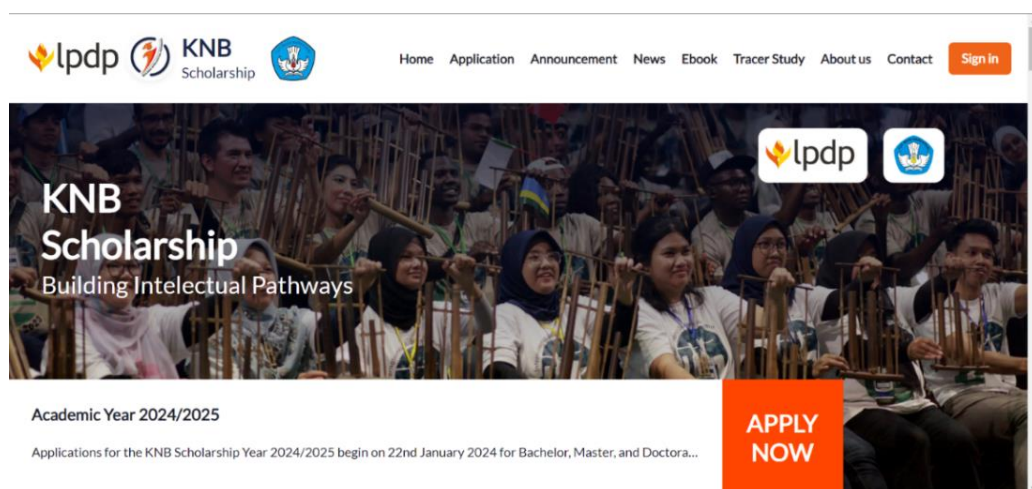 lpdp KNB
Scholarship
Home Application Announcement News Ebook Tracer Study About us Contact Sign in
lpdp
KNB
Scholarship
Building Intelectual Pathways
Academic Year 2024/2025
Applications for the KNB Scholarship Year 2024/2025 begin on 22nd January 2024 for Bachelor, Master, and Doctora...
APPLY
NOW